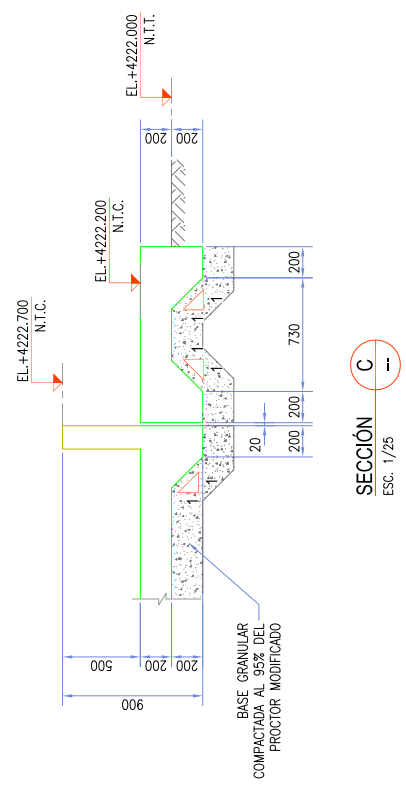 EL.+4222.700
N.T.C.
EL.+4222.200
N.T.C.
EL.+4222.000
N.T.T.
500
200
200
900
200
200
1
1
1
1
1
1
200
20
200
730
200
BASE GRANULAR
COMPACTADA AL 95% DEL
PROCTOR MODIFICADO
SECCIÓN
ESC. 1/25
C
--